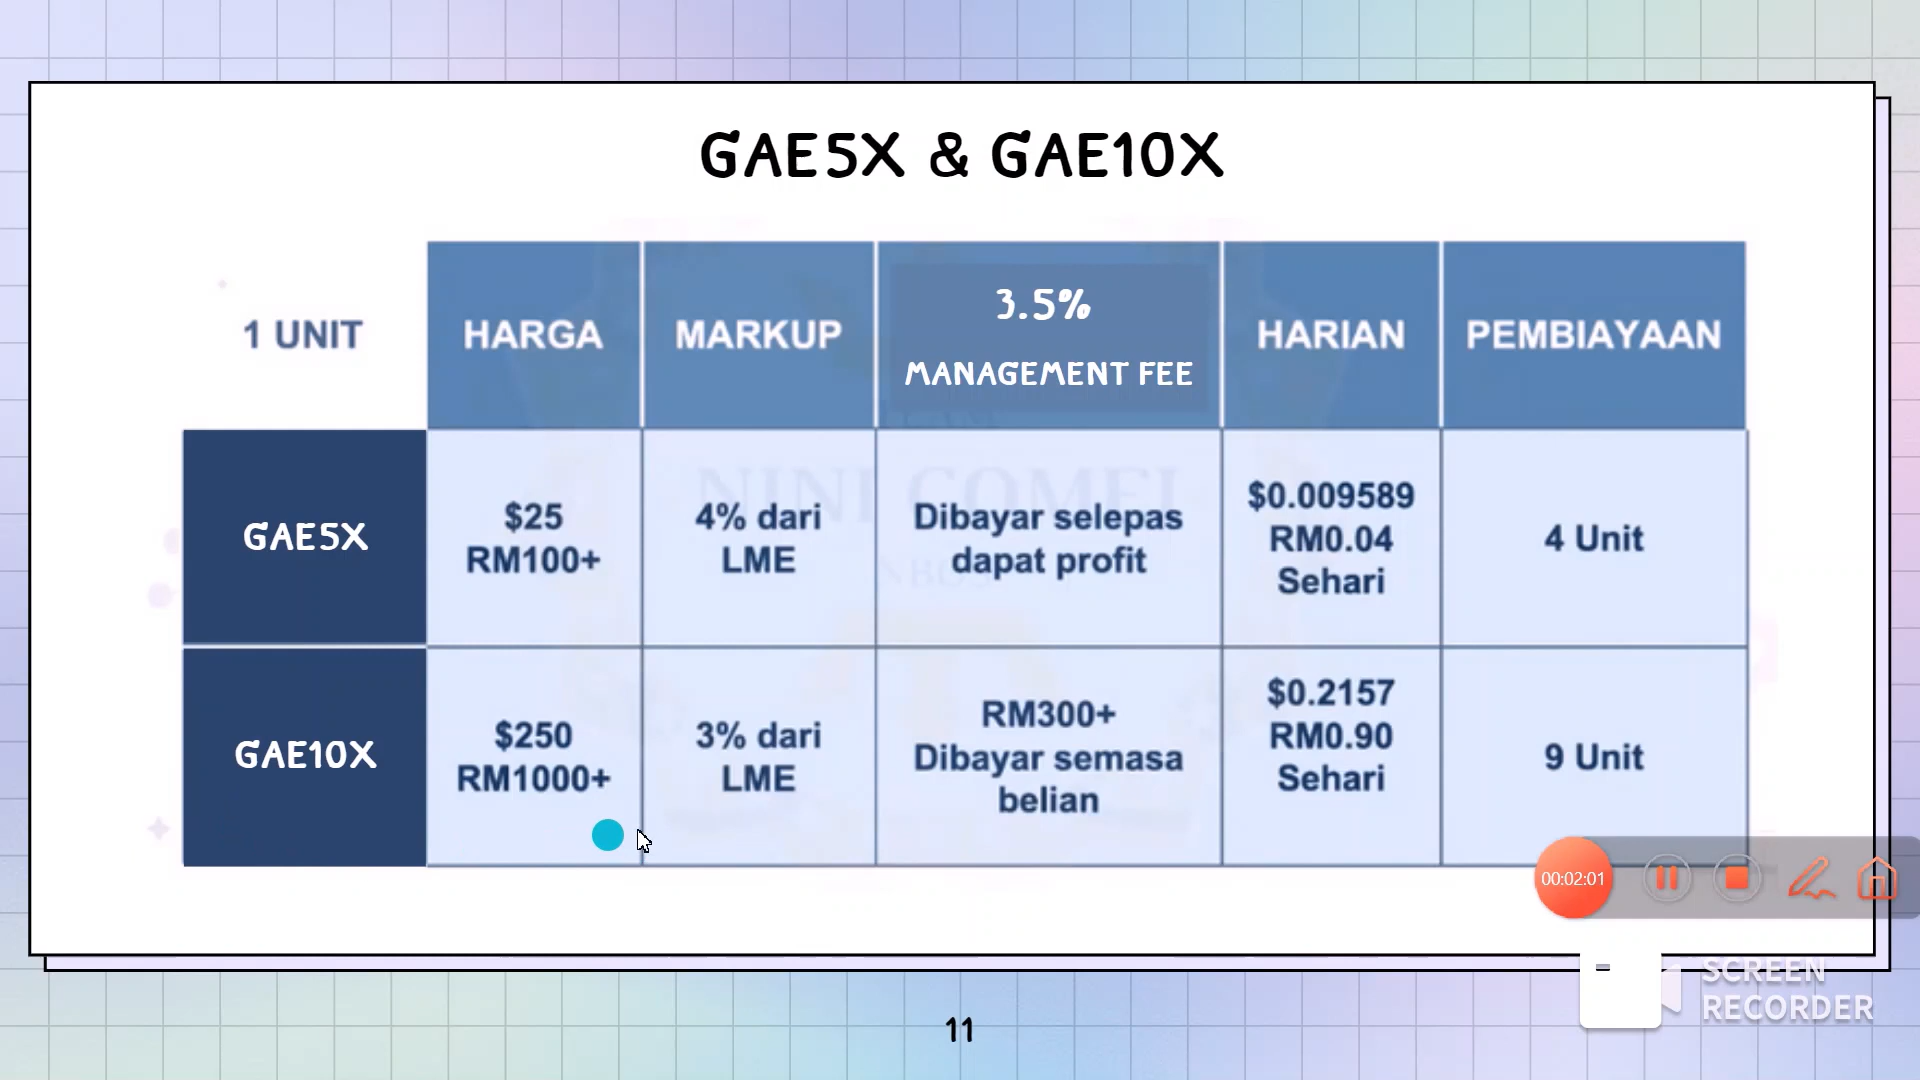 GAE5X & GAE10X
1 UNIT
HARGA
MARKUP
3.5%
MANAGEMENT FEE
HARIAN
PEMBIAYAAN
GAE5X
$25
RM100+
4% dari
LME
Dibayar selepas
dapat profit
$0.009589
RM0.04
Sehari
4 Unit
GAE10X
$250
RM1000+
3% dari
LME
RM300+
Dibayar semasa
belian
$0.2157
RM0.90
Sehari
9 Unit
NINI COMEL
00:02:01
SCREEN
RECORDER
11